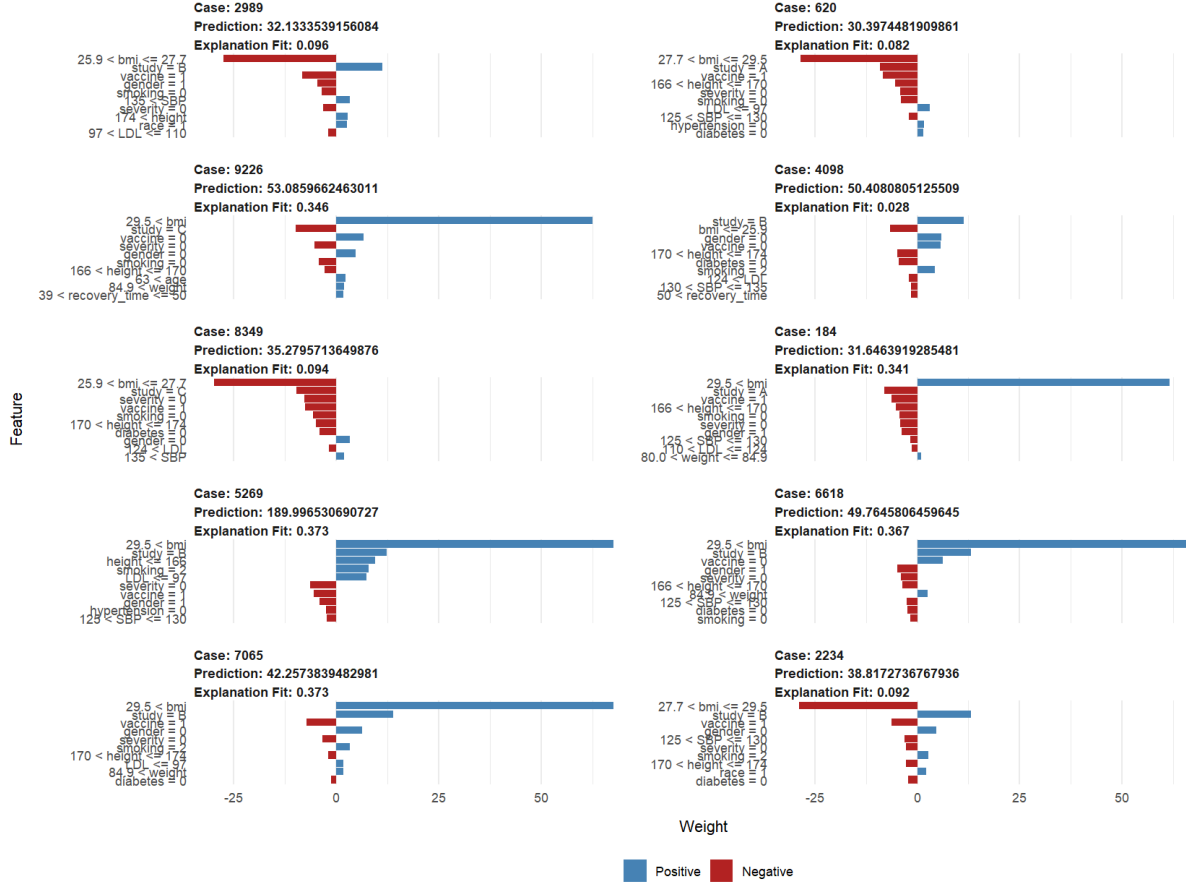 Case: 2989
Prediction: 32.1333539156084
Explanation Fit: 0.096
25.9 < bmi <= 27.7
study = B
vaccine = 1
gender = 1
smoking = 0
135 < SBP
severity = 0
174 < height
race = 1
97 < LDL <= 110
Case: 620
Prediction: 30.3974481909861
Explanation Fit: 0.082
27.7 < bmi <= 29.5
study = A
vaccine = 1
166 < height <= 170
severity = 0
smoking = 0
LDL <= 97
125 < SBP <= 130
hypertension = 0
diabetes = 0
Case: 9226
Prediction: 53.0859662463011
Explanation Fit: 0.346
29.5 < bmi
study = C
vaccine = 0
severity = 0
gender = 0
smoking = 0
166 < height <= 170
63 < age
84.9 < weight
39 < recovery_time <= 50
Case: 4098
Prediction: 50.4080805125509
Explanation Fit: 0.028
study = B
bmi <= 25.9
gender = 0
vaccine = 0
170 < height <= 174
diabetes = 0
smoking = 2
124 < LDL
130 < SBP <= 135
50 < recovery_time
Case: 8349
Prediction: 35.2795713649876
Explanation Fit: 0.094
25.9 < bmi <= 27.7
study = C
severity = 0
vaccine = 1
smoking = 0
170 < height <= 174
diabetes = 0
gender = 0
124 < LDL
135 < SBP
Case: 184
Prediction: 31.6463919285481
Explanation Fit: 0.341
29.5 < bmi
study = A
vaccine = 1
166 < height <= 170
smoking = 0
severity = 0
gender = 1
125 < SBP <= 130
110 < LDL <= 124
80.0 < weight <= 84.9
Feature
Case: 5269
Prediction: 189.996530690727
Explanation Fit: 0.373
29.5 < bmi
study = B
height <= 166
smoking = 2
LDL <= 97
severity = 0
vaccine = 1
gender = 1
hypertension = 0
125 < SBP <= 130
Case: 6618
Prediction: 49.7645806459645
Explanation Fit: 0.367
29.5 < bmi
study = B
vaccine = 0
gender = 1
severity = 0
166 < height <= 170
84.9 < weight
125 < SBP <= 130
diabetes = 0
smoking = 0
Case: 7065
Prediction: 42.2573839482981
Explanation Fit: 0.373
29.5 < bmi
study = B
vaccine = 1
gender = 0
severity = 0
smoking = 2
170 < height <= 174
LDL <= 97
84.9 < weight
diabetes = 0
Case: 2234
Prediction: 38.8172736767936
Explanation Fit: 0.092
27.7 < bmi <= 29.5
study = B
vaccine = 1
gender = 0
125 < SBP <= 130
severity = 0
smoking = 2
170 < height <= 174
race = 1
diabetes = 0
-25 0 25 50
-25 0 25 50
Weight
Positive Negative